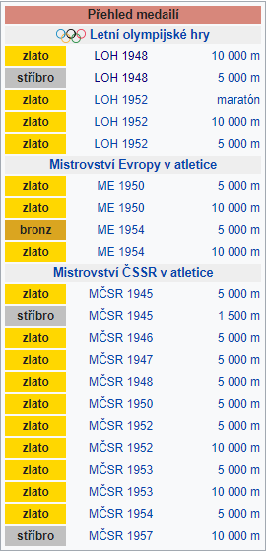 Přehled medailí
Letní olympijské hry
zlato LOH 1948 10 000 m
stříbro LOH 1948 5 000 m
zlato LOH 1952 maratón
zlato LOH 1952 10 000 m
zlato LOH 1952 5 000 m
Mistrovství Evropy v atletice
zlato ME 1950 5 000 m
zlato ME 1950 10 000 m
bronz ME 1954 5 000 m
zlato ME 1954 10 000 m
Mistrovství ČSSR v atletice
zlato MČSR 1945 5 000 m
stříbro MČSR 1945 1 500 m
zlato MČSR 1946 5 000 m
zlato MČSR 1947 5 000 m
zlato MČSR 1948 5 000 m
zlato MČSR 1950 5 000 m
zlato MČSR 1952 5 000 m
zlato MČSR 1952 10 000 m
zlato MČSR 1953 5 000 m
zlato MČSR 1953 10 000 m
zlato MČSR 1954 5 000 m
stříbro MČSR 1957 10 000 m